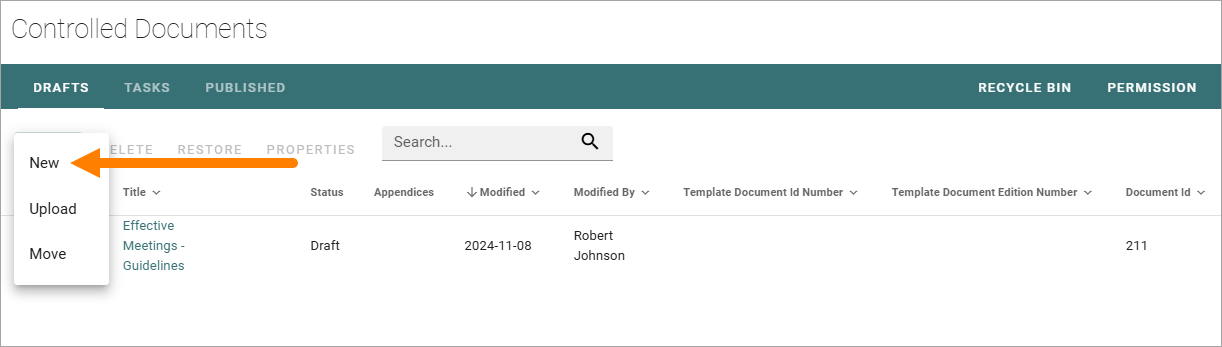 Controlled Documents
DRAFTS TASKS PUBLISHED RECYCLE BIN PERMISSION
RESTORE PROPERTIES Search...
New
Upload
Move
Title Status Appendices Modified Modified By Template Document Id Number Template Document Edition Number Document Id
Effective
Meetings -
Guidelines
Draft 2024-11-08
Robert
Johnson
211